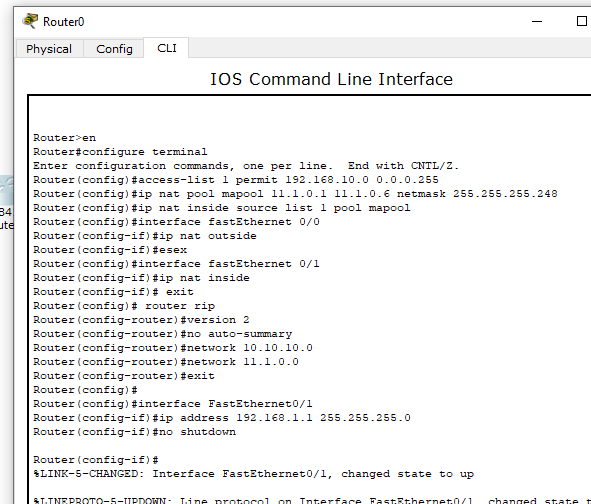 Router0
Physical Config CLI
IOS Command Line Interface
Router>en
Router#configure terminal
Enter configuration commands, one per line.  End with CNTL/Z.
Router(config)#access-list 1 permit 192.168.10.0 0.0.0.255
Router(config)#ip nat pool mapool 11.1.0.1 11.1.0.6 netmask 255.255.255.248
Router(config)#ip nat inside source list 1 pool mapool
Router(config)#interface fastEthernet 0/0
Router(config-if)#ip nat outside
Router(config-if)#esex
Router(config)#interface fastEthernet 0/1
Router(config-if)#ip nat inside
Router(config-if)# exit
Router(config)# router rip
Router(config-router)#version 2
Router(config-router)#no auto-summary
Router(config-router)#network 10.10.10.0
Router(config-router)#network 11.1.0.0
Router(config-router)#exit
Router(config)#
Router(config)#interface FastEthernet0/1
Router(config-if)#ip address 192.168.1.1 255.255.255.0
Router(config-if)#no shutdown
Router(config-if)#
%LINK-5-CHANGED: Interface FastEthernet0/1, changed state to up
%LINEPROTO-5-UPDOWN: Line protocol on Interface FastEthernet0/1, changed state
84
ute